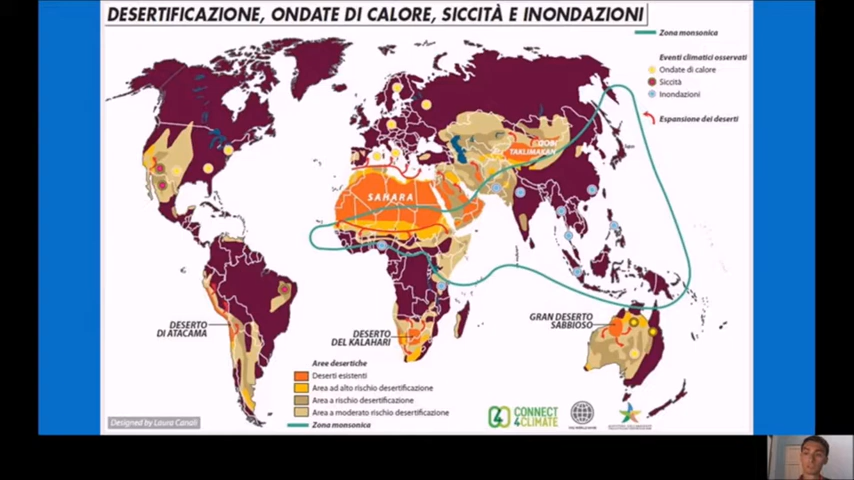 DESERTIFICAZIONE, ONDATE DI CALORE, SICCITÀ E INONDAZIONI
Zona monsonica
Eventi climatici osservati
Ondate di calore
Siccità
Inondazioni
Espansione dei deserti
TAKLIMAKAN
SAHARA
DESERTO
DI ATACAMA
DESERTO
DEL KALAHARI
GRAN DESERTO
SABBIOSO
Aree desertiche
Deserti esistenti
Area ad alto rischio desertificazione
Area a rischio desertificazione
Area a moderato rischio desertificazione
Zona monsonica
Designed by Laura Canali
CONNECT
4CLIMATE